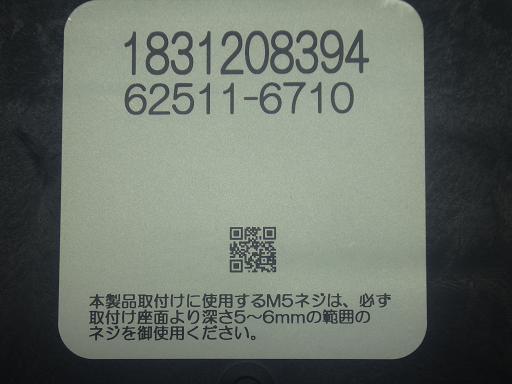 1831208394
62511-6710
本製品取付けに使用するM5ネジは、必ず
取付け座面より深さ5～6mmの範囲の
ネジを御使用ください。